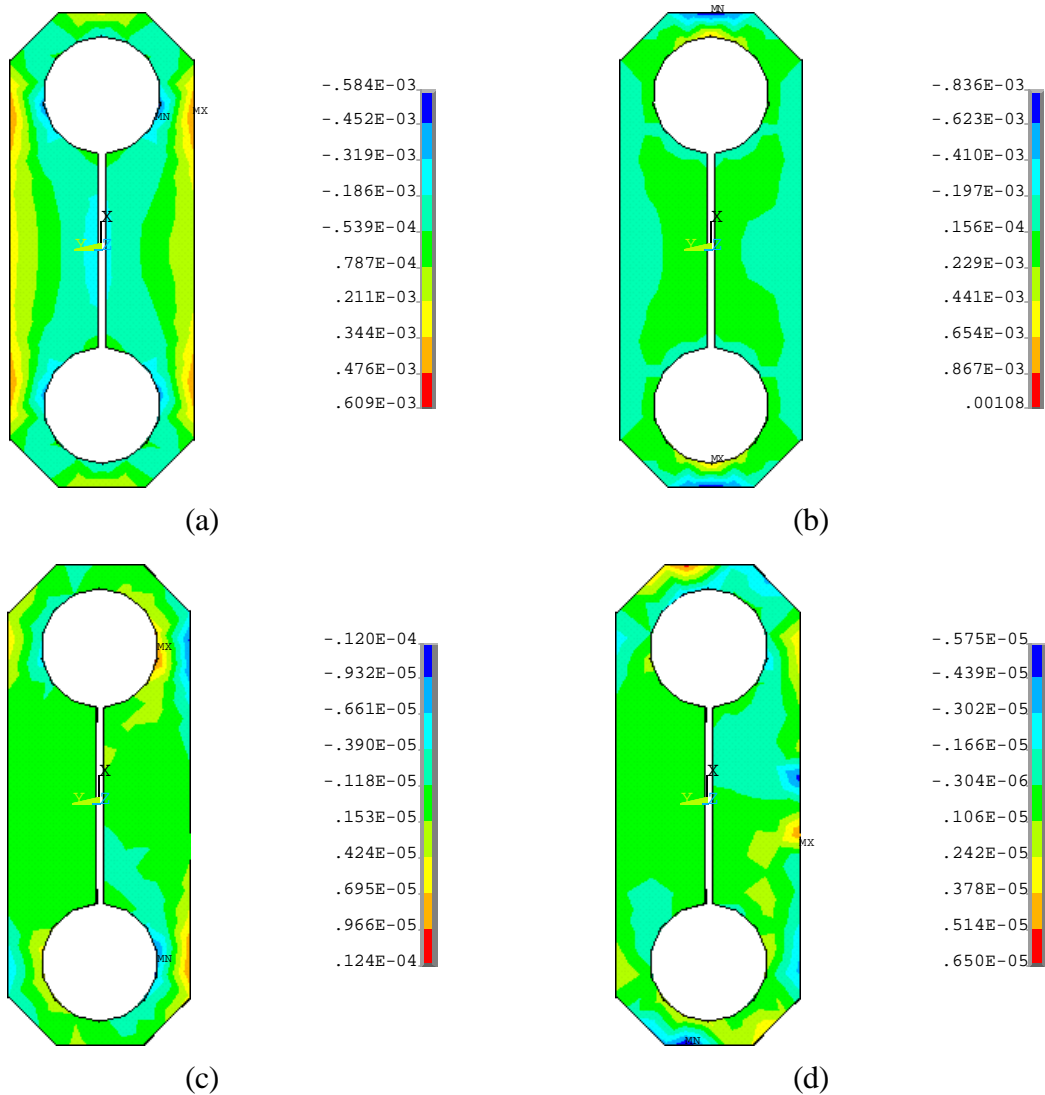 MN
-.584E-03
-.452E-03
-.319E-03
-.186E-03
-.539E-04
.787E-04
.211E-03
.344E-03
.476E-03
.609E-03
MX
MN
X
Y
Z
(a)
-.836E-03
-.623E-03
-.410E-03
-.197E-03
.156E-04
.229E-03
.441E-03
.654E-03
.867E-03
.00108
X
Y
Z
MX
(b)
-.120E-04
-.932E-05
-.661E-05
-.390E-05
-.118E-05
.153E-05
.424E-05
.695E-05
.966E-05
.124E-04
MX
X
Y
Z
MN
(c)
-.575E-05
-.439E-05
-.302E-05
-.166E-05
-.304E-06
.106E-05
.242E-05
.378E-05
.514E-05
.650E-05
X
Y
Z
MX
MN
(d)